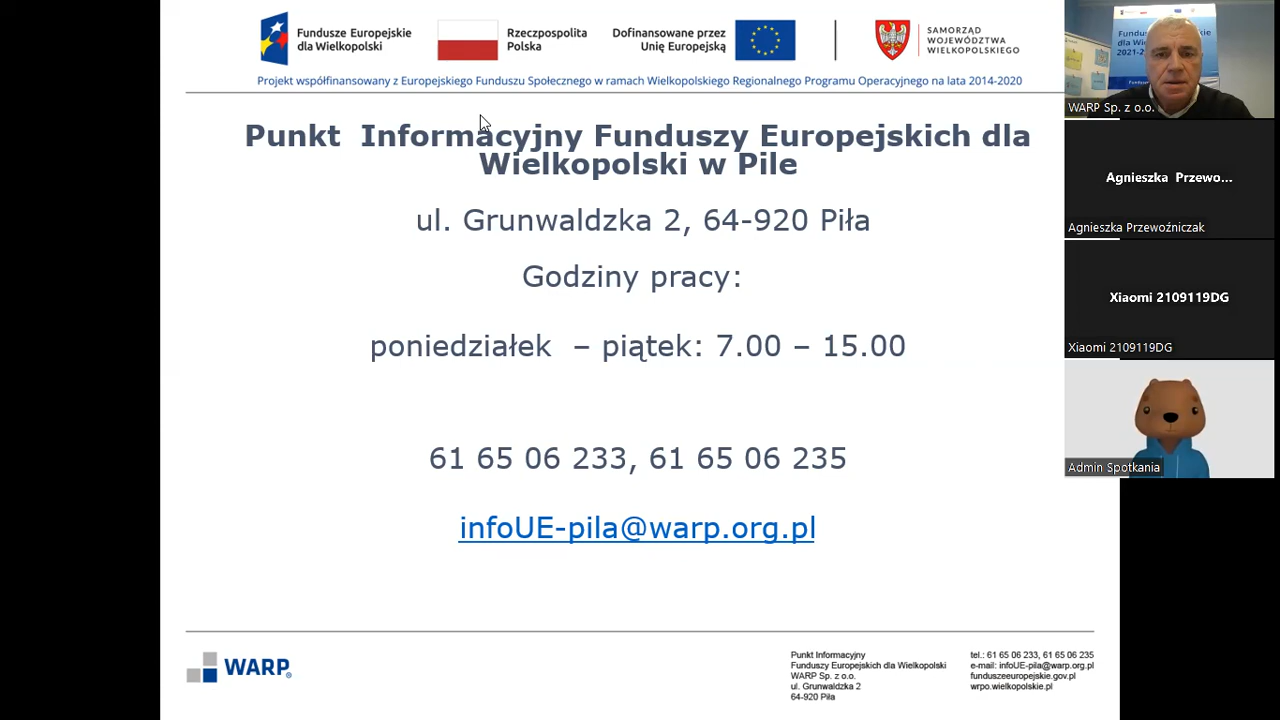 Fundusze Europejskie
dla Wielkopolski
Rzeczpospolita
Polska
Dofinansowane przez
Unię Europejską
SAMORZĄD
WOJEWÓDZTWA
WIELKOPOLSKIEGO
Projekt współfinansowany z Europejskiego Funduszu Społecznego w ramach Wielkopolskiego Regionalnego Programu Operacyjnego na lata 2014-2020
Punkt Informacyjny Funduszy Europejskich dla
Wielkopolski w Pile
ul. Grunwaldzka 2, 64-920 Piła
Godziny pracy:
poniedziałek – piątek: 7.00 – 15.00
61 65 06 233, 61 65 06 235
infoUE-pila@warp.org.pl
WARP
Punkt Informacyjny
Funduszy Europejskich dla Wielkopolski
WARP Sp. z o.o.
ul. Grunwaldzka 2
64-920 Piła
tel.: 61 65 06 233, 61 65 06 235
e-mail: infoUE-pila@warp.org.pl
funduszeeuropejskie.gov.pl
wrpo.wielkopolskie.pl
WARP Sp. z o.o.
Agnieszka Przewo...
Agnieszka Przewoźniczak
Xiaomi 2109119DG
Xiaomi 2109119DG
Admin Spotkania